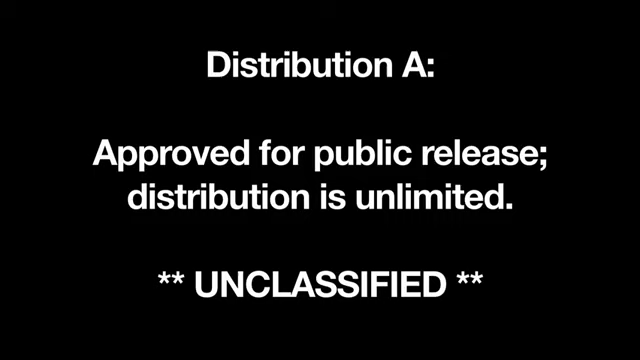 Distribution A:
Approved for public release;
distribution is unlimited.
** UNCLASSIFIED **